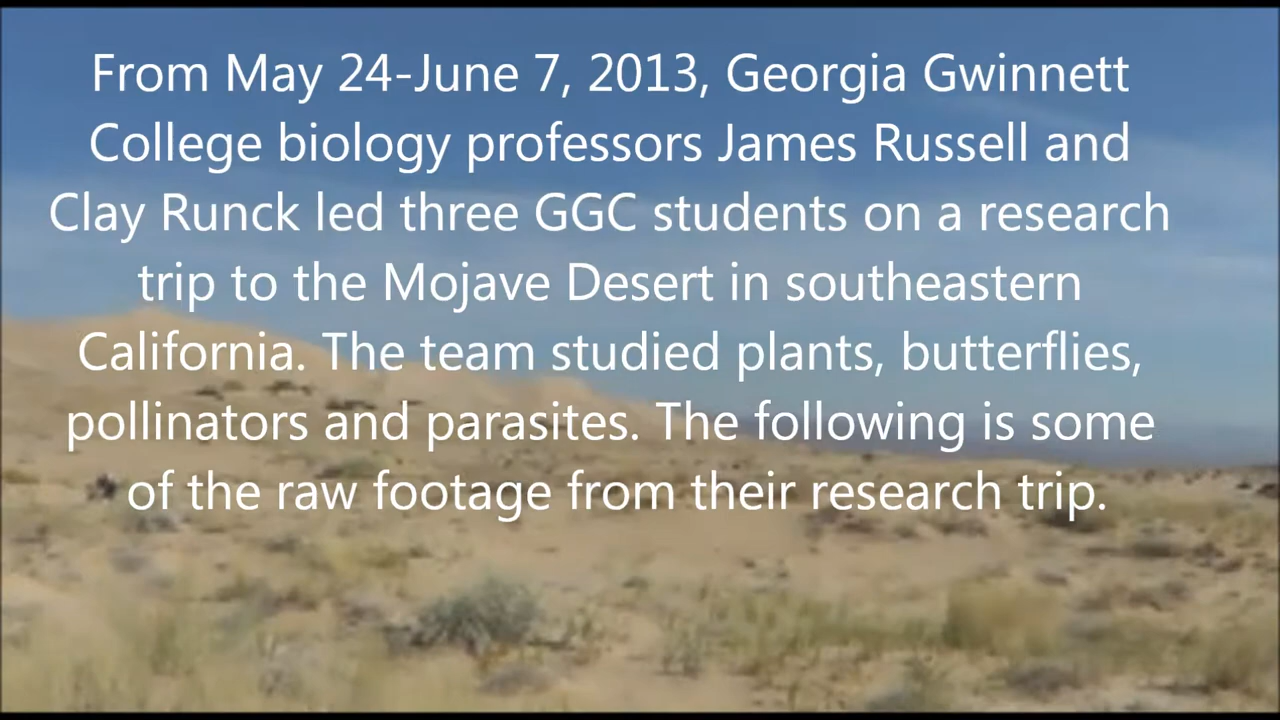 From May 24-June 7, 2013, Georgia Gwinnett
College biology professors James Russell and
Clay Runck led three GGC students on a research
trip to the Mojave Desert in southeastern
California. The team studied plants, butterflies,
pollinators and parasites. The following is some
of the raw footage from their research trip.